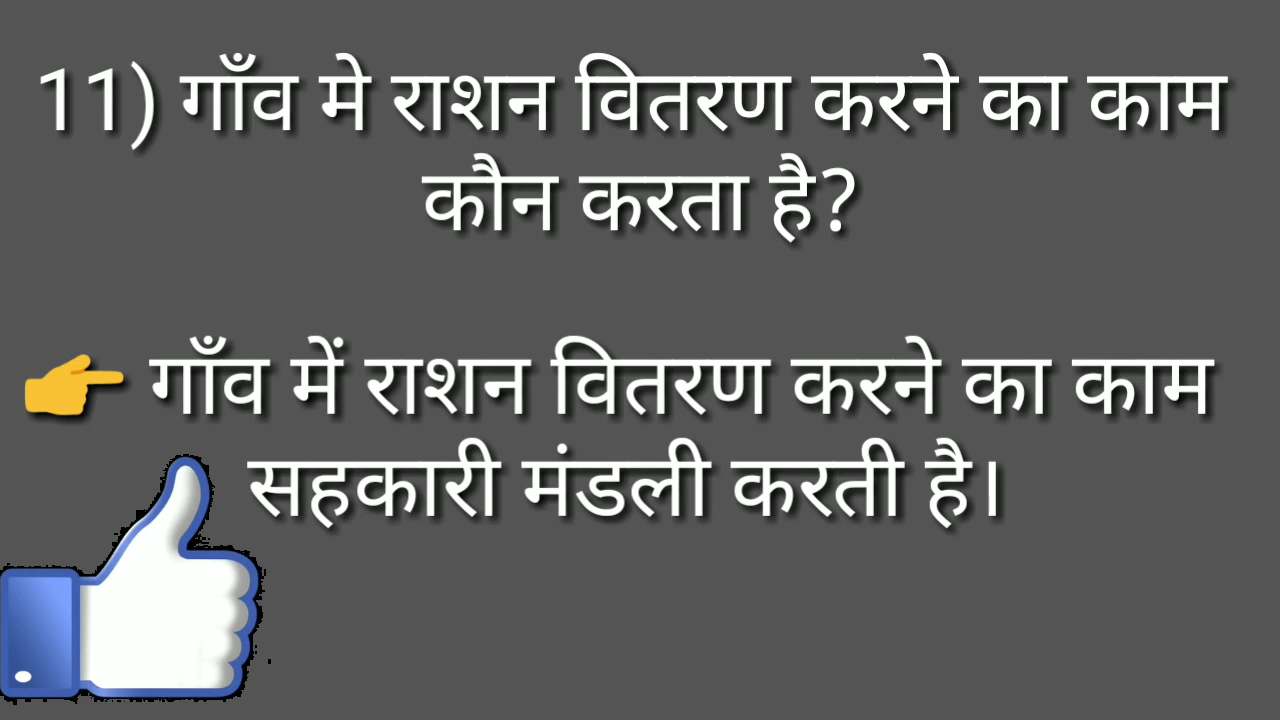 11) गाँव मे राशन वितरण करने का काम
कौन करता है?
👉 गाँव में राशन वितरण करने का काम
सहकारी मंडली करती है।